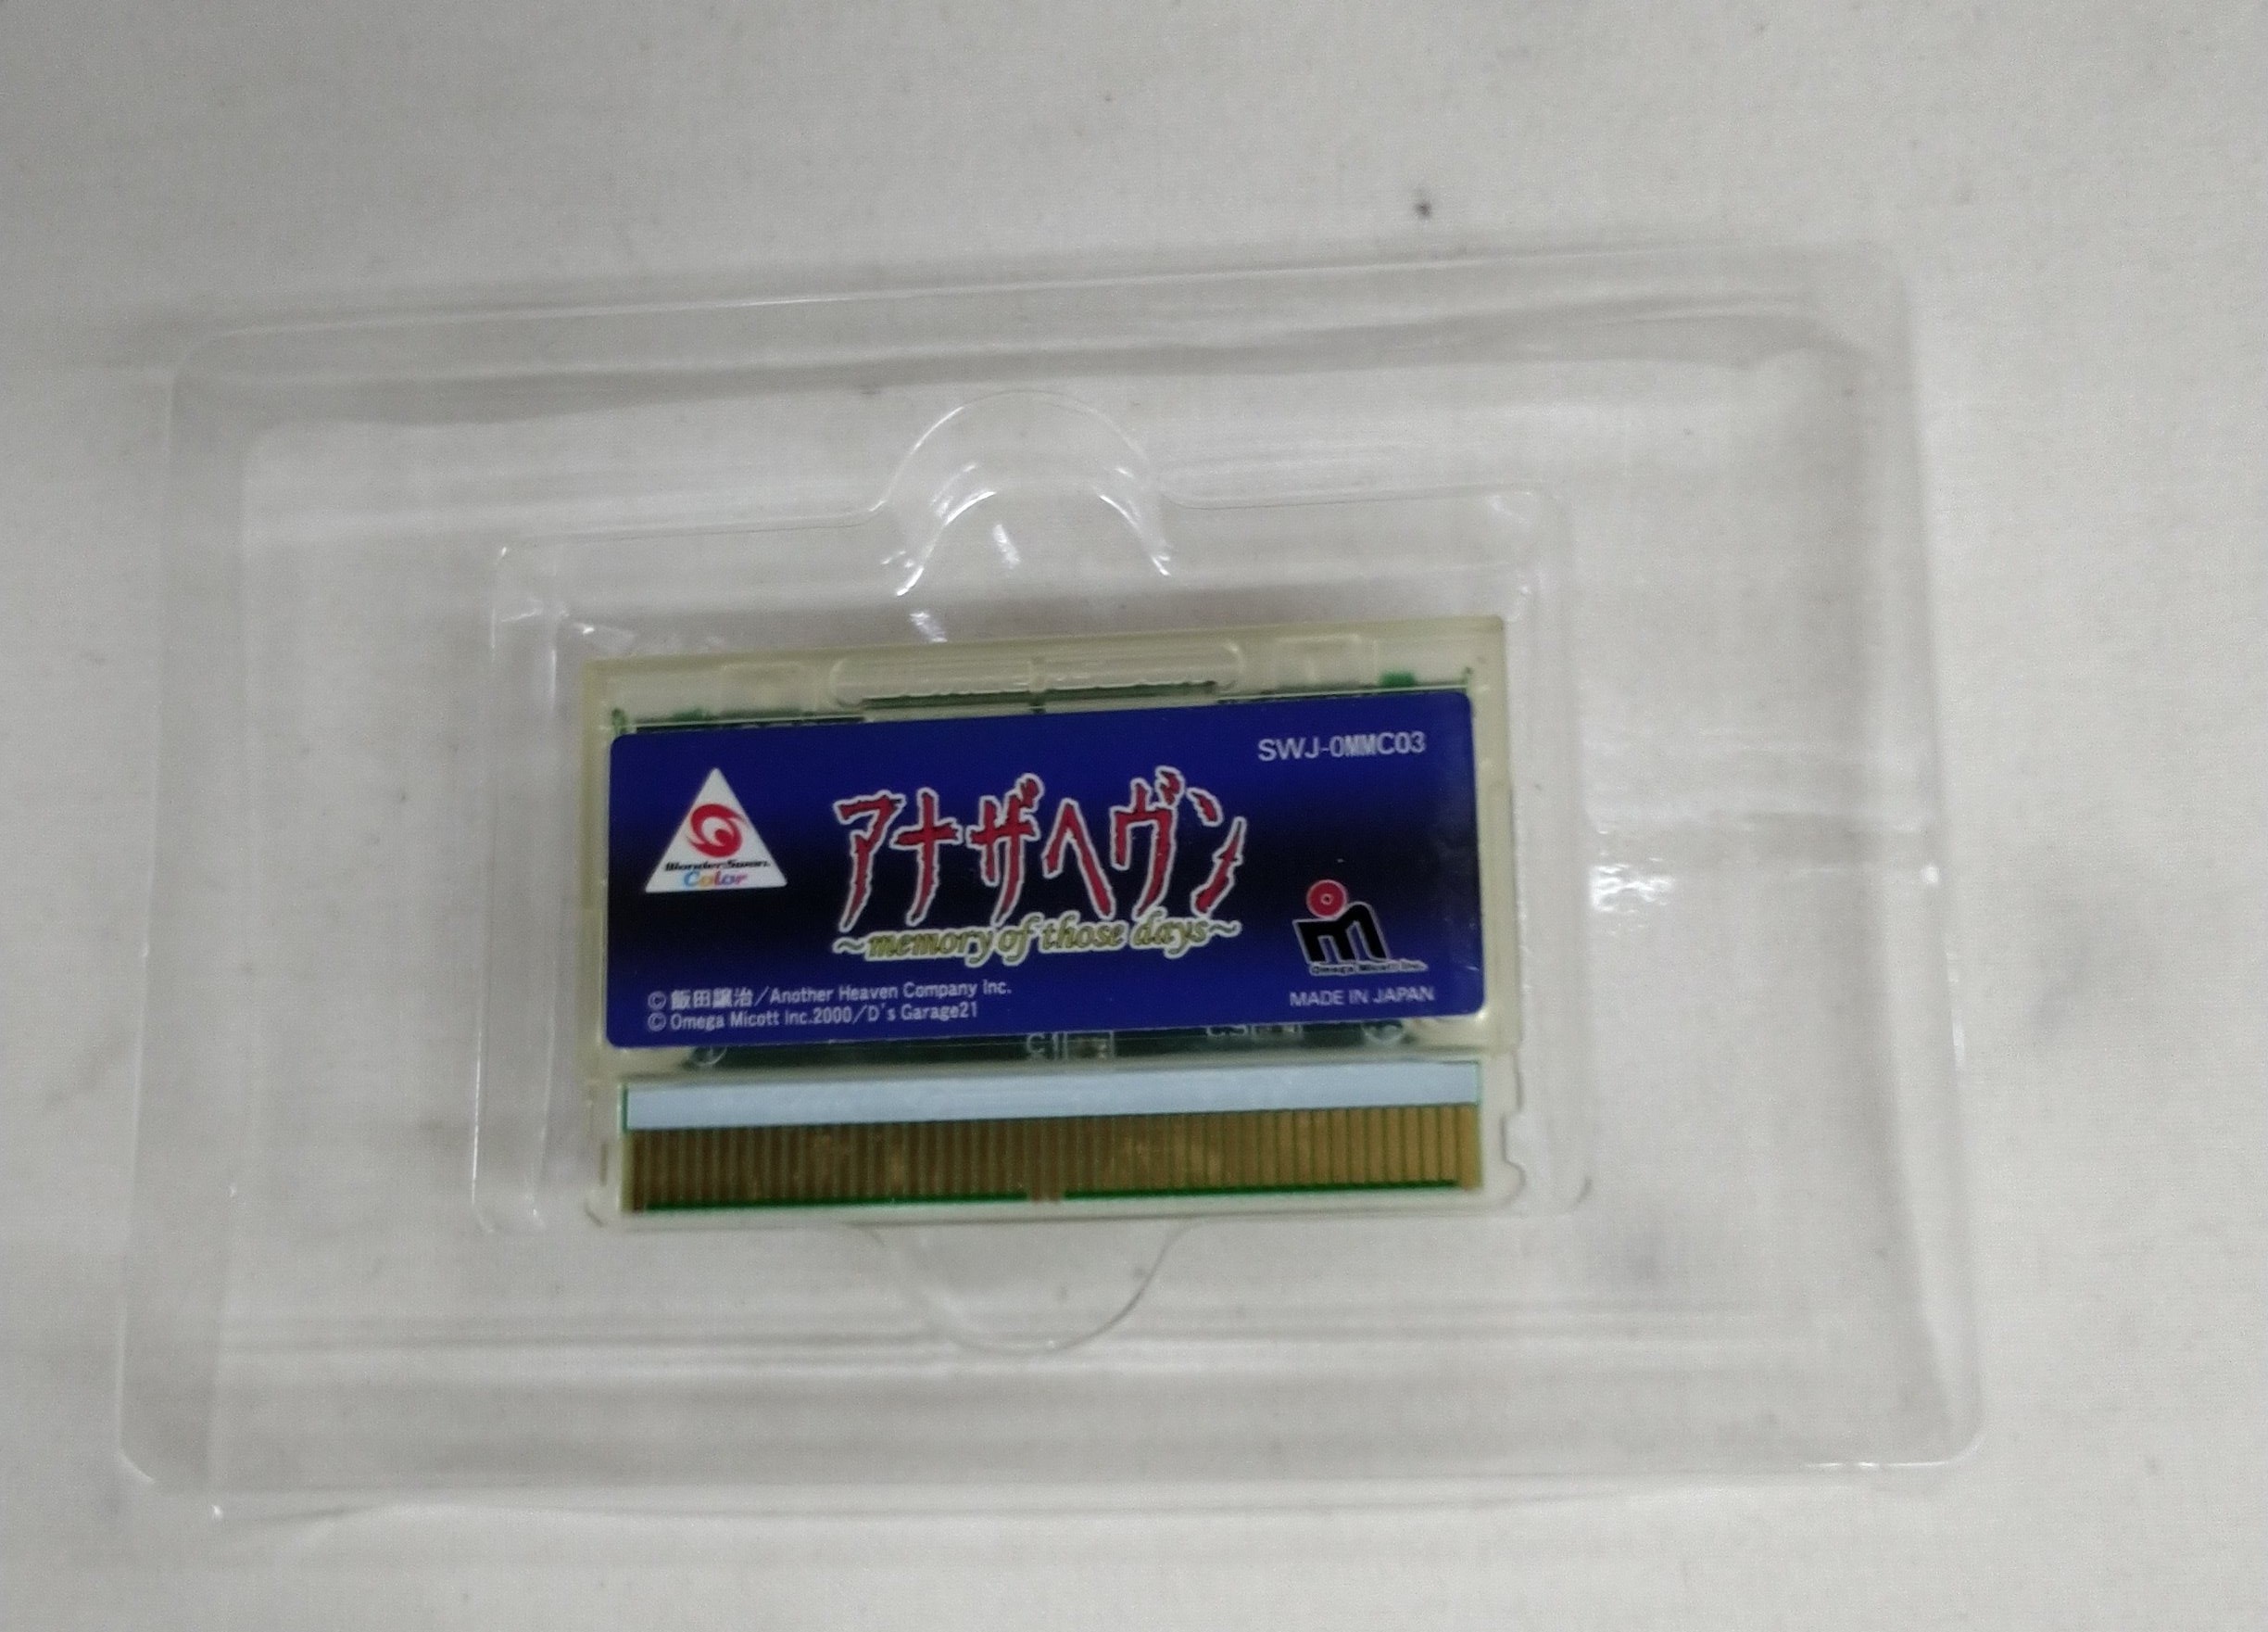 SWJ-0MMC03
アナザヘヴン
~memory of those days~
WonderSwan
Color
Omega Micott Inc.
©飯田譲治/Another Heaven Company Inc.
©Omega Micott Inc.2000/D's Garage21
MADE IN JAPAN
C1